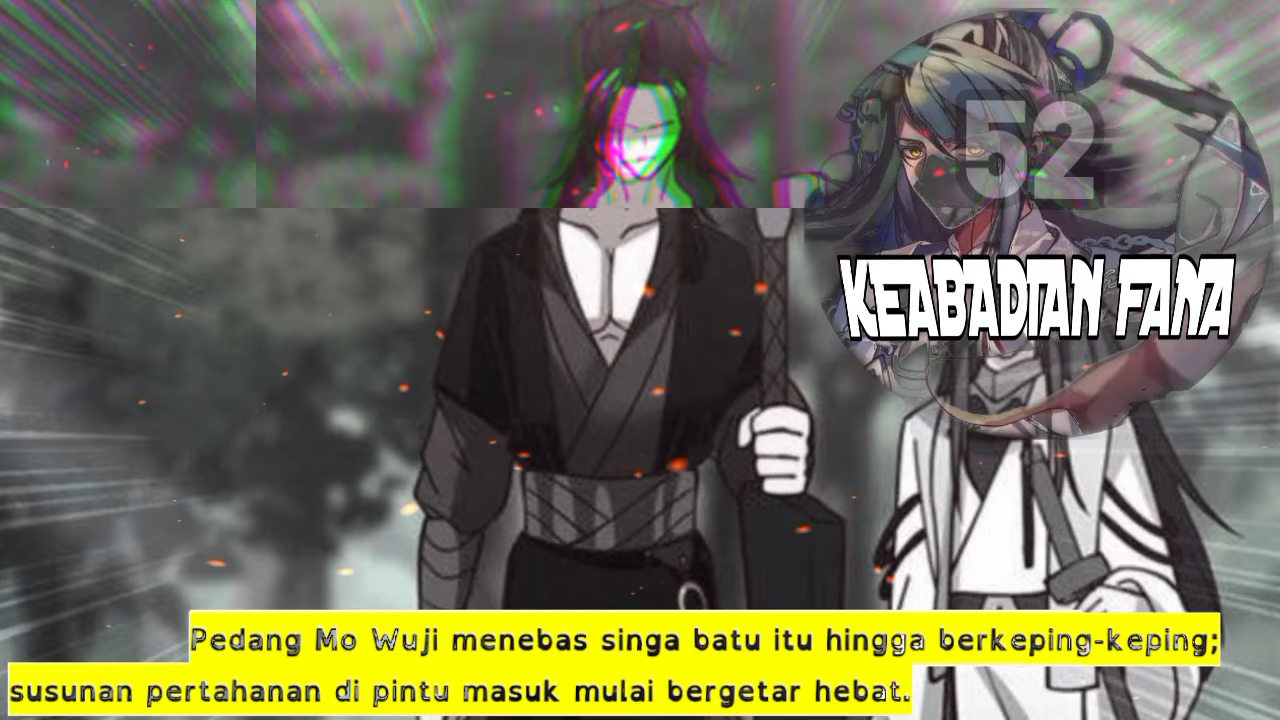 52
KEABADIAN FANA
Pedang Mo Wuji menebas singa batu itu hingga berkeping-keping;
susunan pertahanan di pintu masuk mulai bergetar hebat.